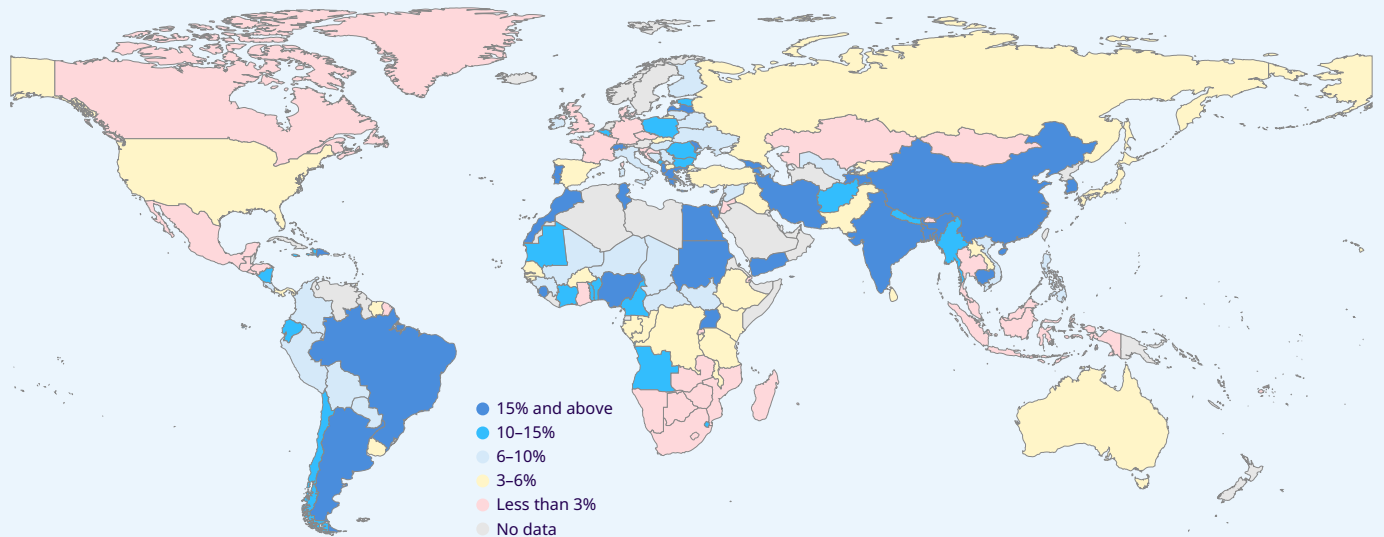 15% and above
10–15%
6–10%
3–6%
Less than 3%
No data